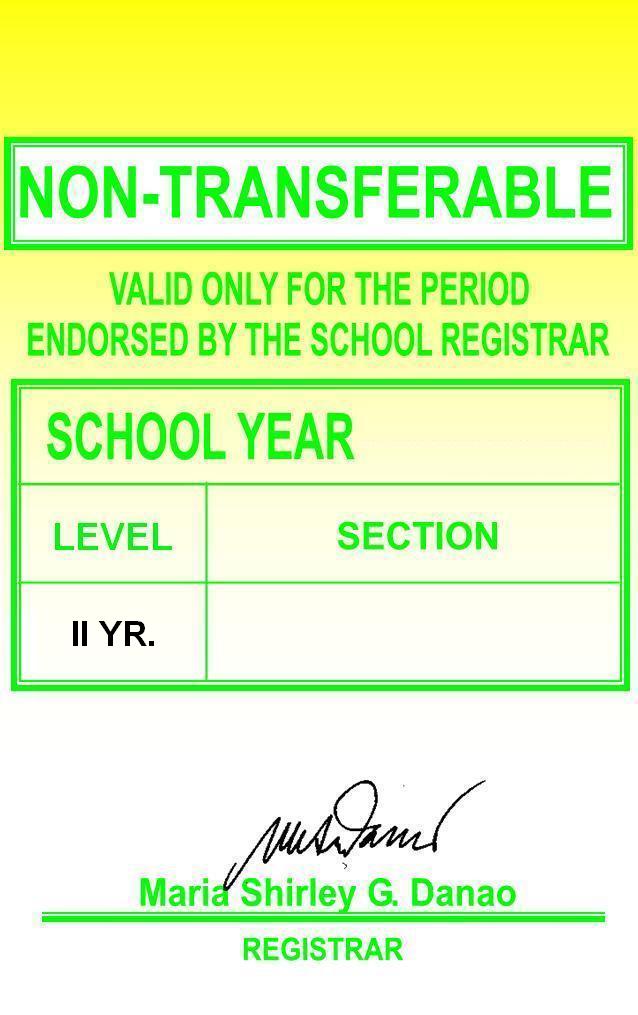 NON-TRANSFERABLE
VALID ONLY FOR THE PERIOD
ENDORSED BY THE SCHOOL REGISTRAR
SCHOOL YEAR
LEVEL SECTION
II YR.
Maria Shirley G. Danao
REGISTRAR